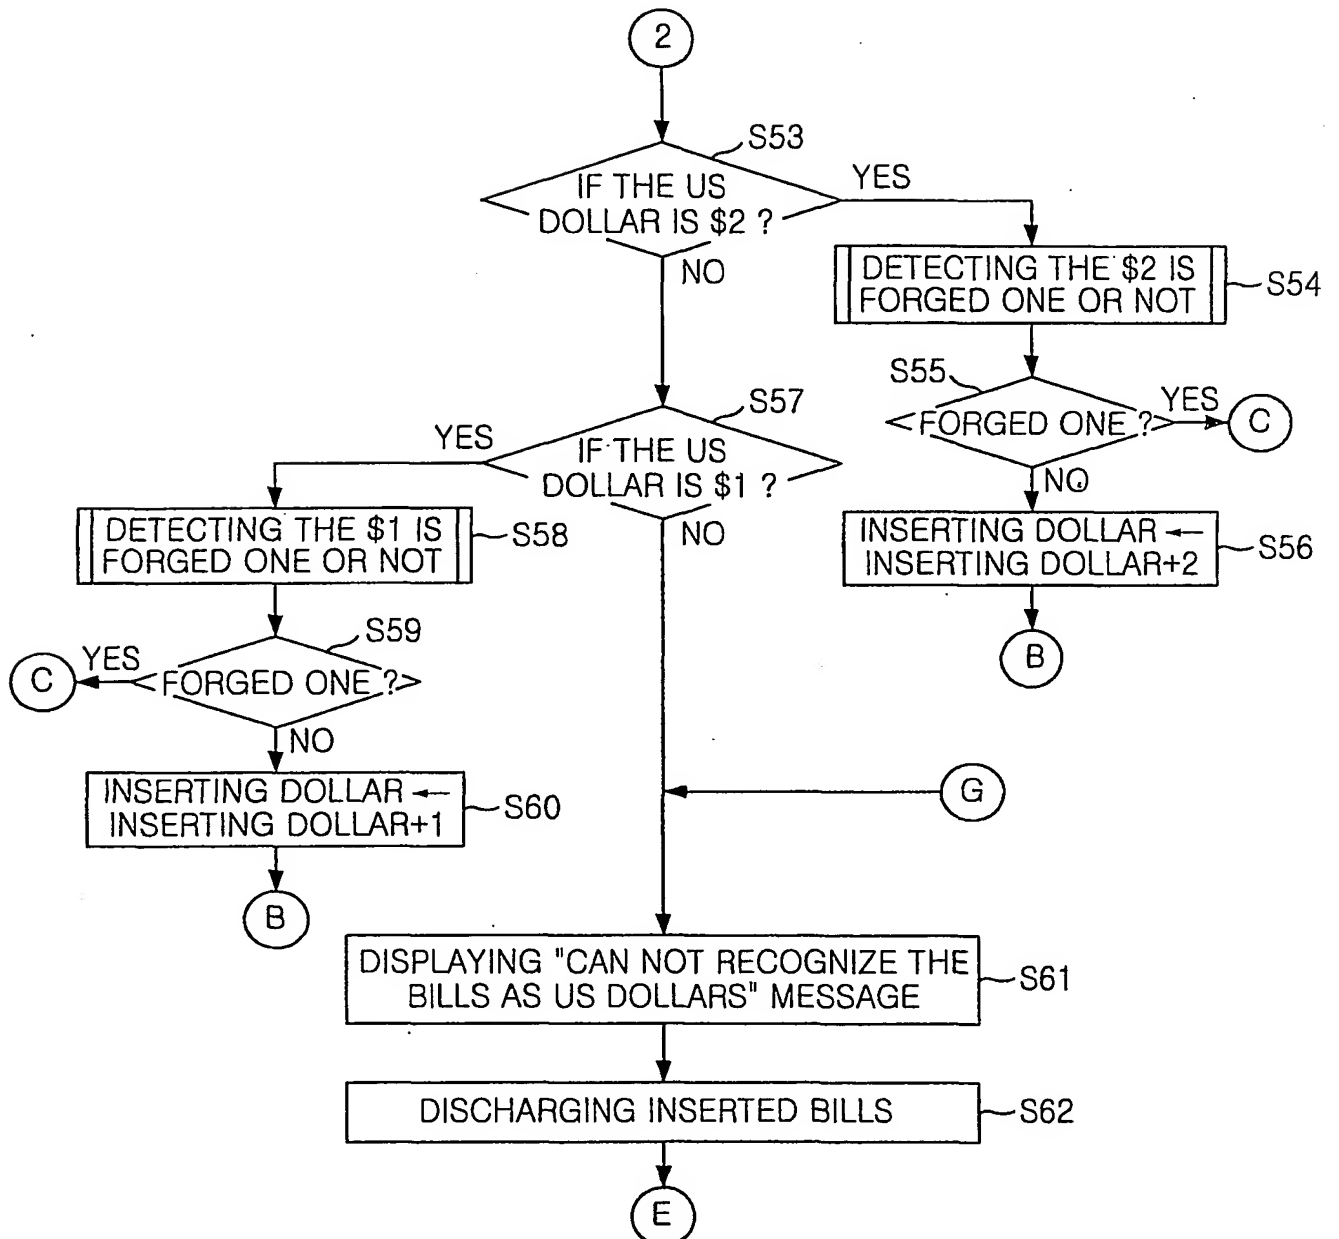 2
S53
IF THE US
DOLLAR IS $2 ?
YES
NO
DETECTING THE $2 IS
FORGED ONE OR NOT
S54
S55
FORGED ONE ?
YES
C
NO
INSERTING DOLLAR ←
INSERTING DOLLAR+2
S56
B
S57
IF THE US
DOLLAR IS $1 ?
YES
NO
DETECTING THE $1 IS
FORGED ONE OR NOT
S58
S59
FORGED ONE ?
YES
C
NO
INSERTING DOLLAR ←
INSERTING DOLLAR+1
S60
B
G
DISPLAYING "CAN NOT RECOGNIZE THE
BILLS AS US DOLLARS" MESSAGE
S61
DISCHARGING INSERTED BILLS
S62
E